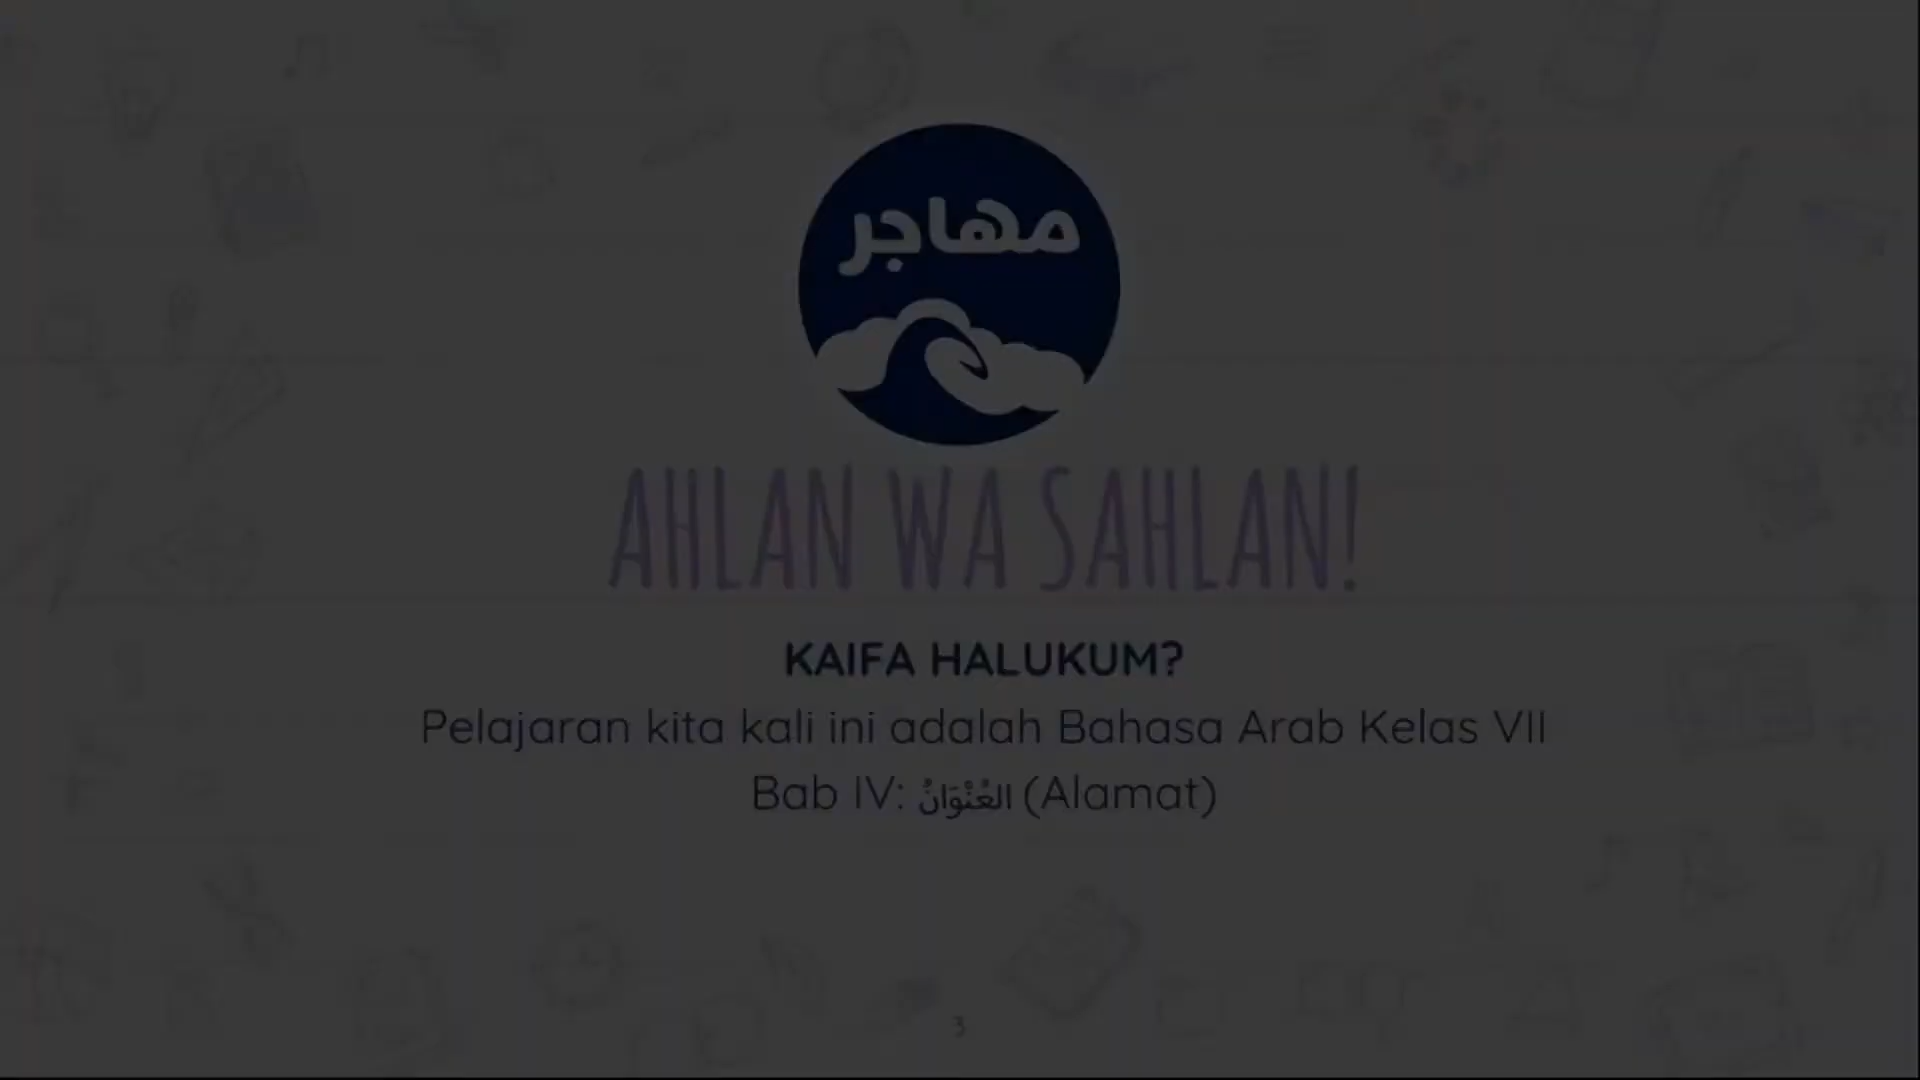 مهاجر
AHLAN WA SAHLAN!
KAIFA HALUKUM?
Pelajaran kita kali ini adalah Bahasa Arab Kelas VII
Bab IV: العُنْوَانُ (Alamat)
3